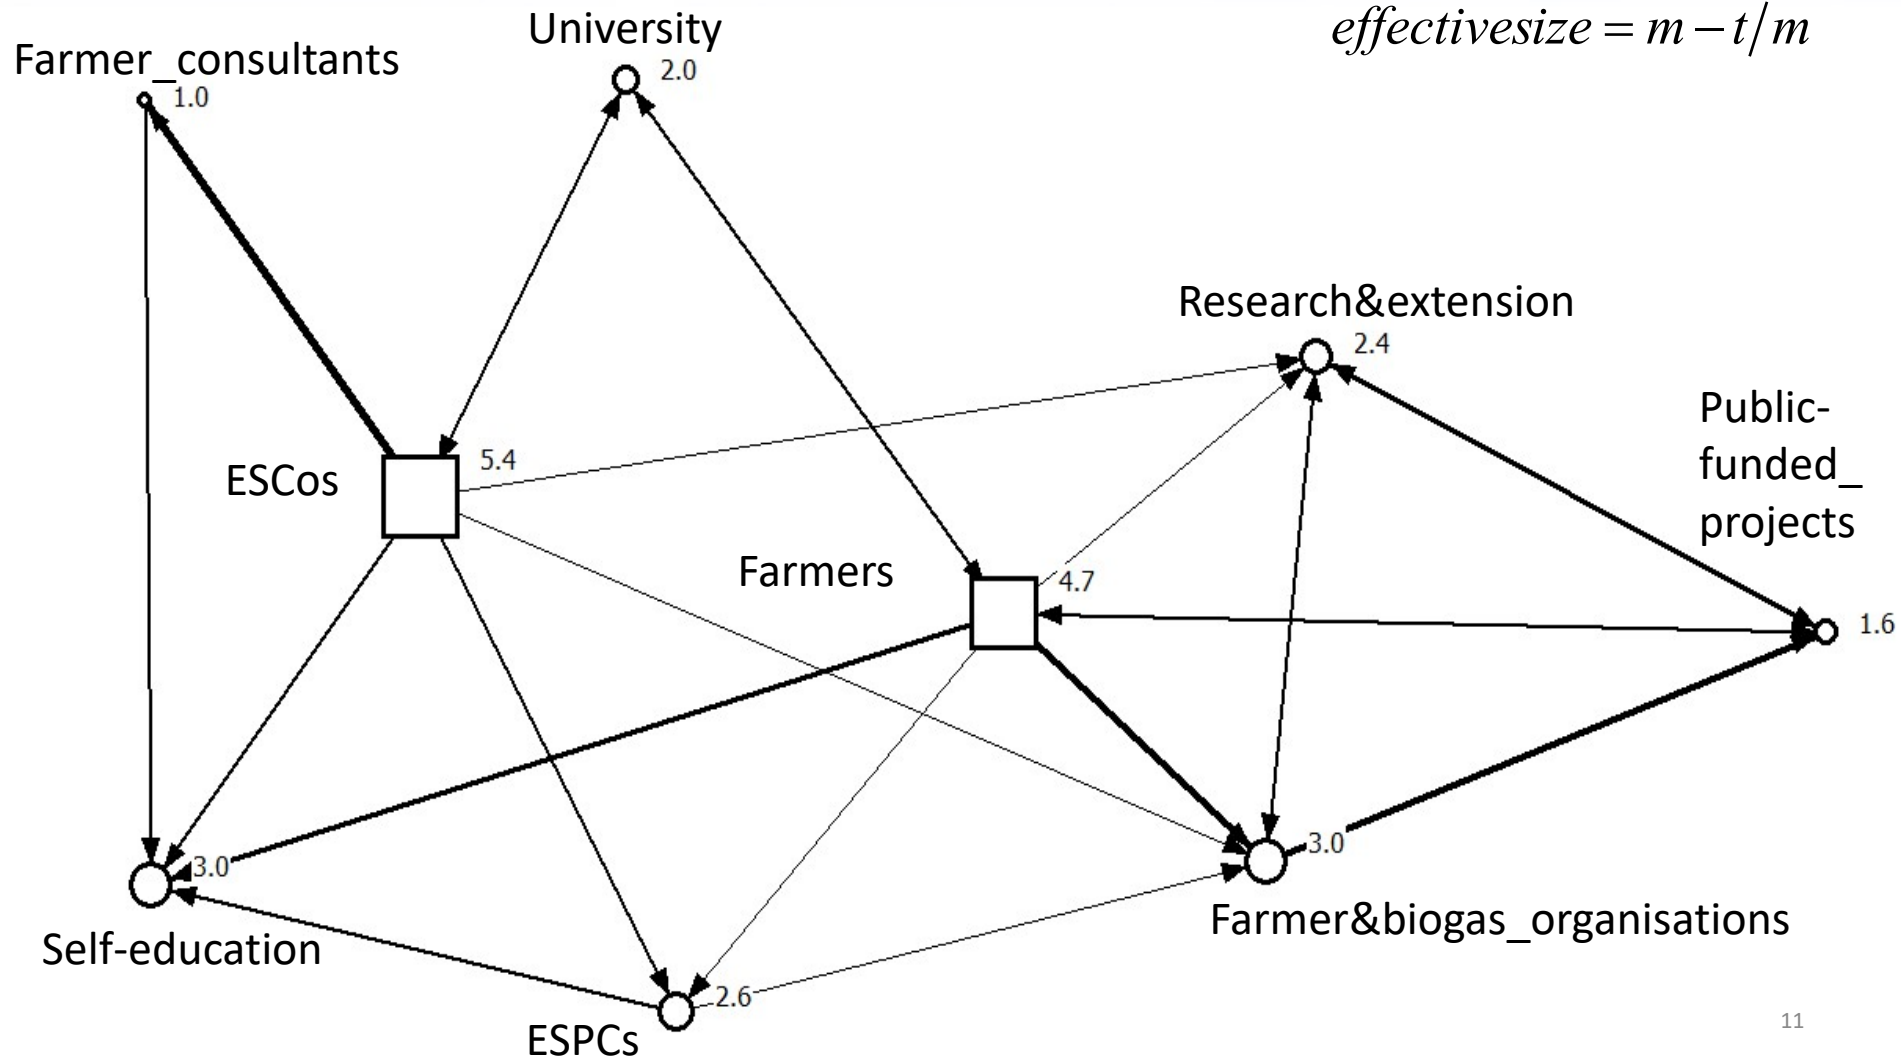 effectivesize = m − t/m
University
2.0
Farmer_consultants
1.0
Research&extension
2.4
Public-
funded_
projects
ESCos
5.4
Farmers
4.7
1.6
3.0
3.0
Self-education
Farmer&biogas_organisations
2.6
ESPCs
11